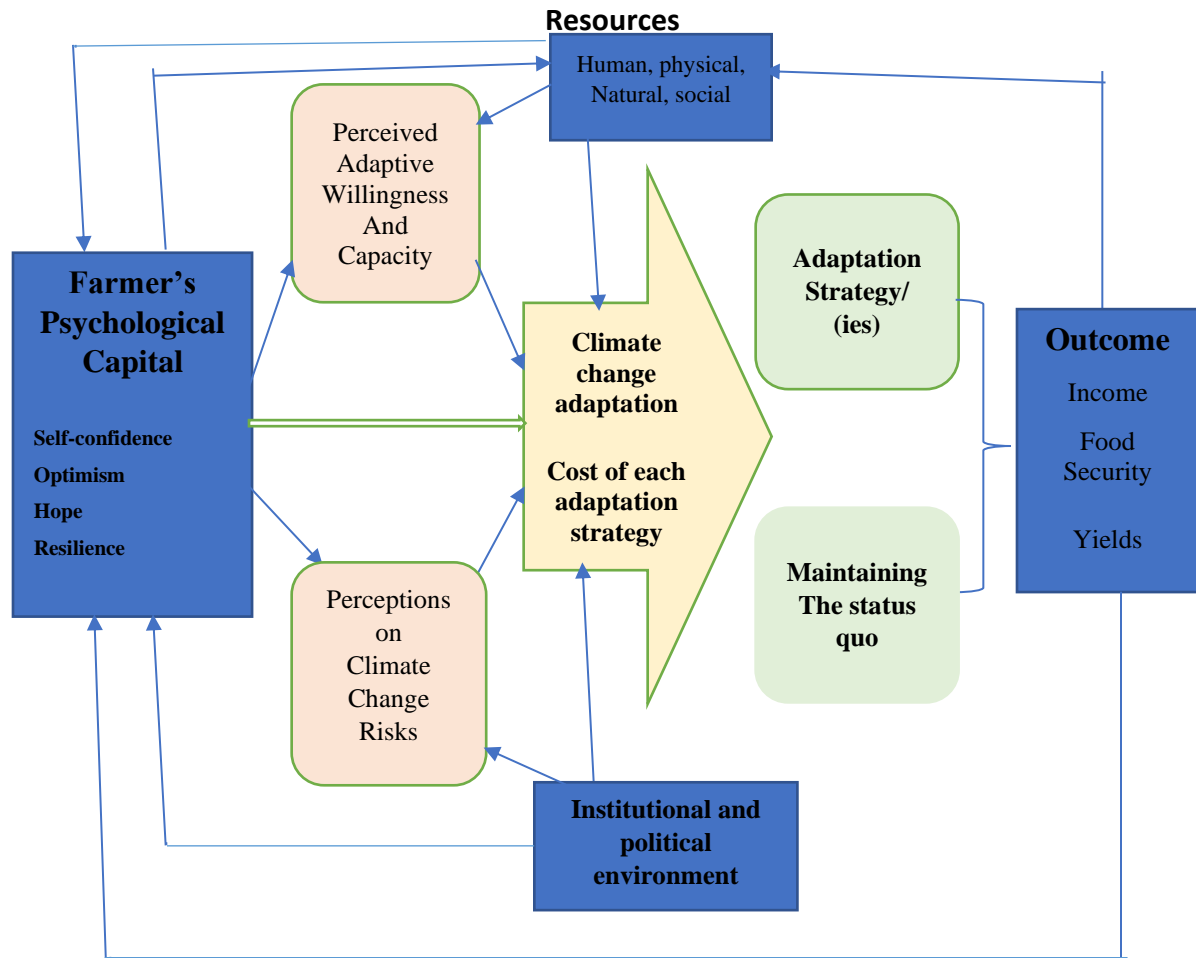 Resources
Human, physical,
Natural, social
Perceived
Adaptive
Willingness
And
Capacity
Farmer’s
Psychological
Capital
Self-confidence
Optimism
Hope
Resilience
Climate
change
adaptation
Cost of each
adaptation
strategy
Adaptation
Strategy/
(ies)
Maintaining
The status
quo
Outcome
Income
Food
Security
Yields
Perceptions
on
Climate
Change
Risks
Institutional and
political
environment